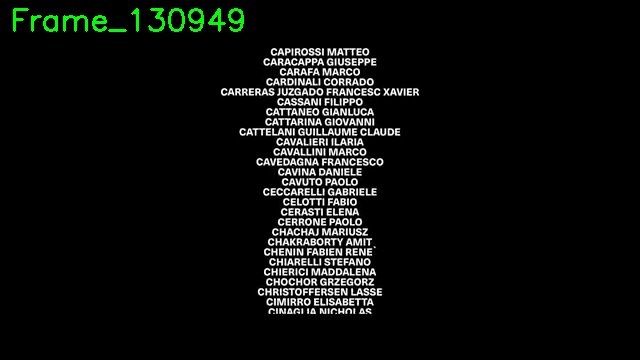 Frame_130949
CAPIROSSI MATTEO
CARACAPPA GIUSEPPE
CARAFA MARCO
CARDINALI CORRADO
CARRERAS JUZGADO FRANCESC XAVIER
CASSANI FILIPPO
CATTANEO GIANLUCA
CATTARINA GIOVANNI
CATTELANI GUILLAUME CLAUDE
CAVALIERI ILARIA
CAVALLINI MARCO
CAVEDAGNA FRANCESCO
CAVINA DANIELE
CAVUTO PAOLO
CECCARELLI GABRIELE
CELOTTI FABIO
CERASTI ELENA
CERRONE PAOLO
CHACHAJ MARIUSZ
CHAKRABORTY AMIT
CHENIN FABIEN RENE'
CHIARELLI STEFANO
CHIERICI MADDALENA
CHOCHOR GRZEGORZ
CHRISTOFFERSEN LASSE
CIMIRRO ELISABETTA
CINAGLIA NICHOLAS